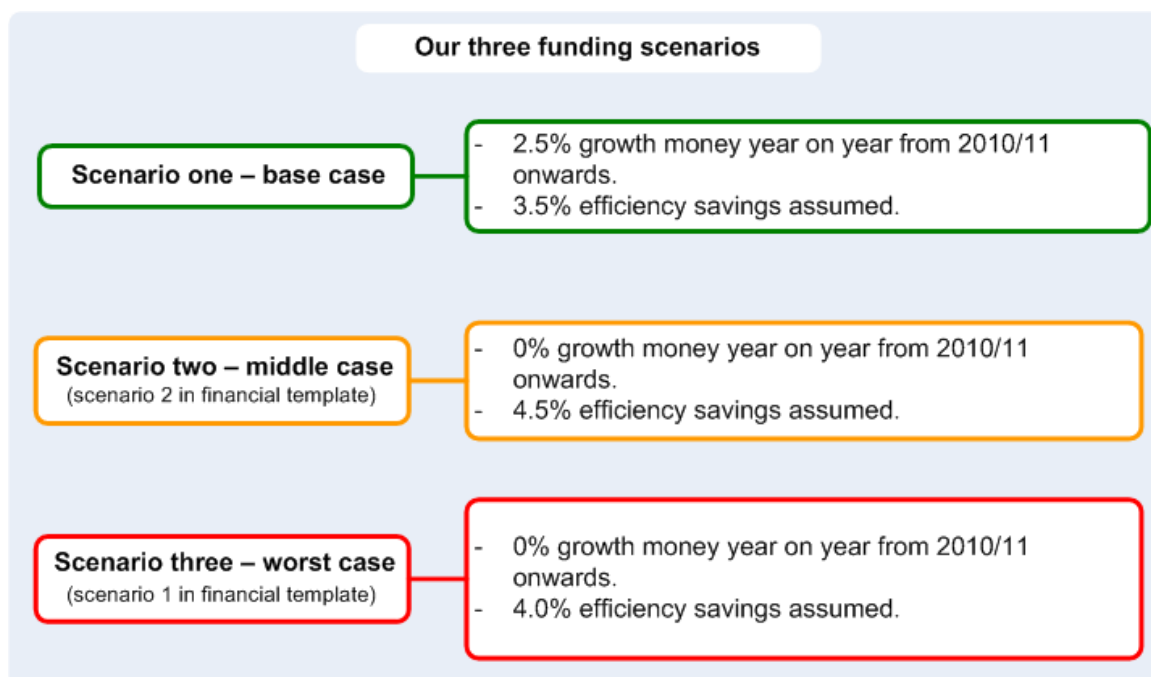 Our three funding scenarios
Scenario one – base case
- 2.5% growth money year on year from 2010/11
onwards.
- 3.5% efficiency savings assumed.
Scenario two – middle case
(scenario 2 in financial template)
- 0% growth money year on year from 2010/11
onwards.
- 4.5% efficiency savings assumed.
Scenario three – worst case
(scenario 1 in financial template)
- 0% growth money year on year from 2010/11
onwards.
- 4.0% efficiency savings assumed.